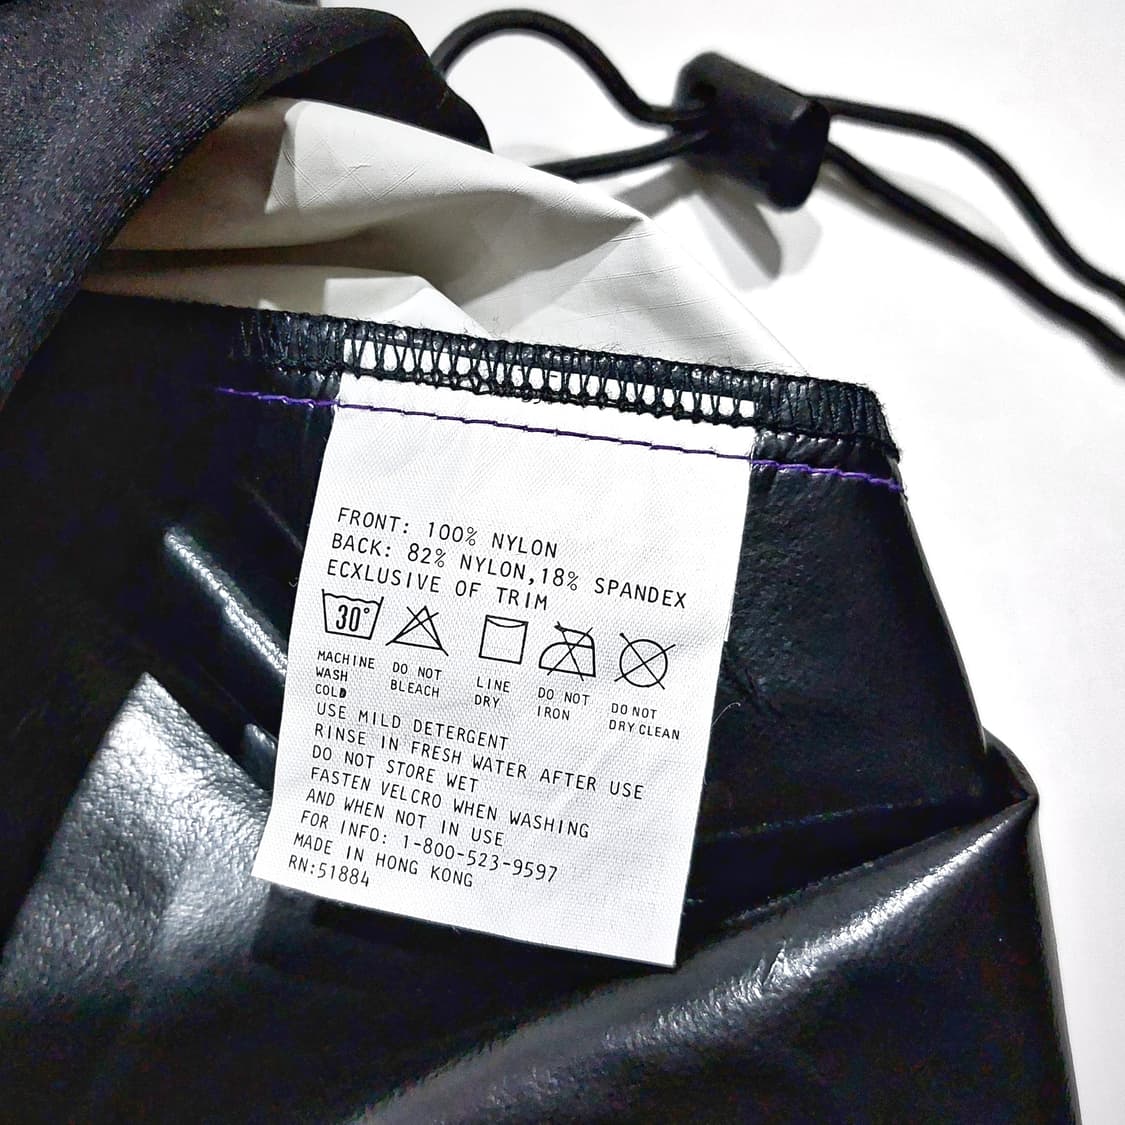 FRONT: 100% NYLON
BACK: 82% NYLON,18% SPANDEX
ECXLUSIVE OF TRIM
30°
MACHINE
WASH
COLD
DO NOT
BLEACH
LINE
DRY
DO NOT
IRON
DO NOT
DRY CLEAN
USE MILD DETERGENT
RINSE IN FRESH WATER AFTER USE
DO NOT STORE WET
FASTEN VELCRO WHEN WASHING
AND WHEN NOT IN USE
FOR INFO: 1-800-523-9597
MADE IN HONG KONG
RN:51884